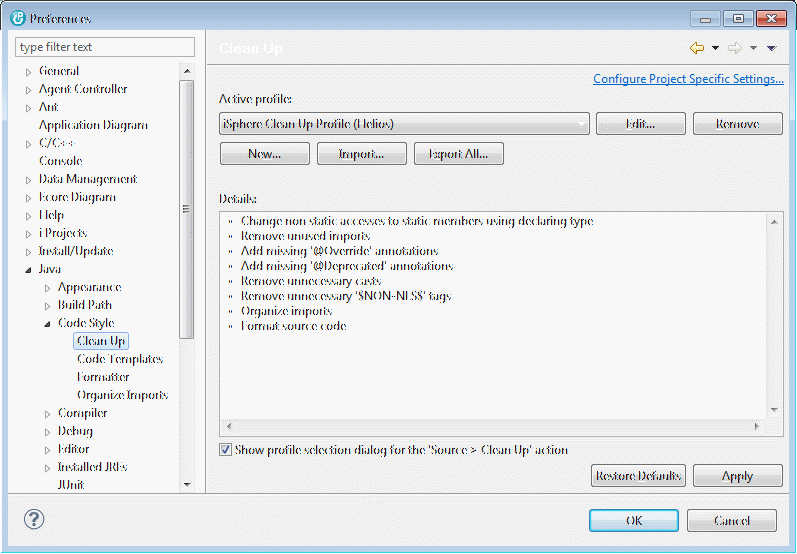 Preferences
type filter text
General
Agent Controller
Ant
Application Diagram
C/C++
Console
Data Management
Ecore Diagram
Help
i Projects
Install/Update
Java
Appearance
Build Path
Code Style
Clean Up
Code Templates
Formatter
Organize Imports
Compiler
Debug
Editor
Installed JREs
JUnit
Clean Up
Configure Project Specific Settings...
Active profile:
iSphere Clean Up Profile (Helios)
Edit...
Remove
New...
Import...
Export All...
Details:
Change non static accesses to static members using declaring type
Remove unused imports
Add missing '@Override' annotations
Add missing '@Deprecated' annotations
Remove unnecessary casts
Remove unnecessary '$NON-NLS$' tags
Organize imports
Format source code
Show profile selection dialog for the 'Source > Clean Up' action
Restore Defaults
Apply
OK
Cancel